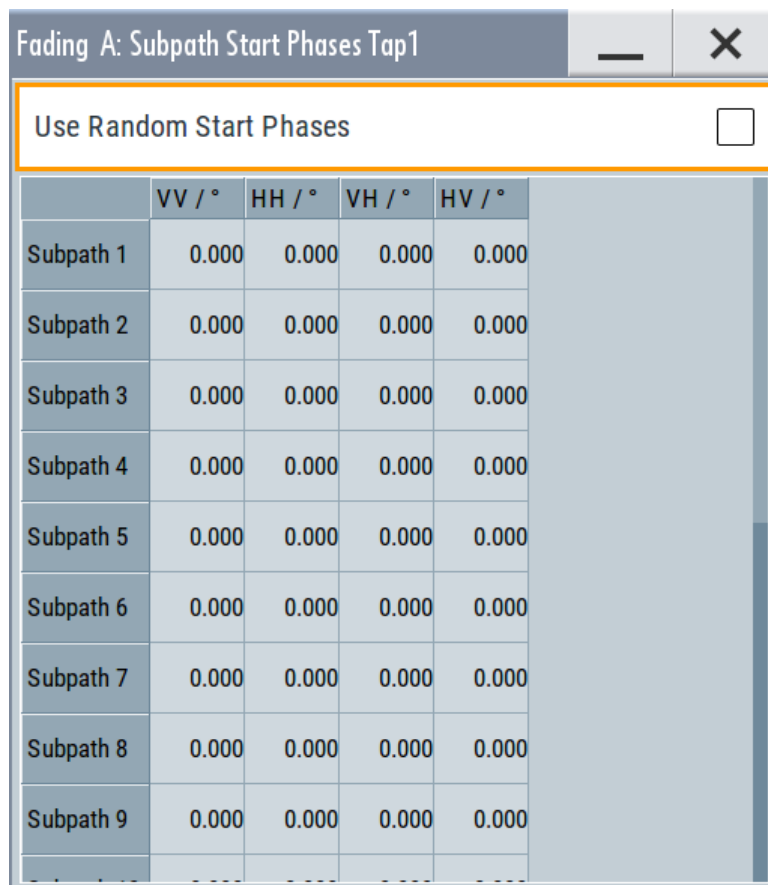 Fading A: Subpath Start Phases Tap1
Use Random Start Phases
VV / ° HH / ° VH / ° HV / °
Subpath 1 0.000 0.000 0.000 0.000
Subpath 2 0.000 0.000 0.000 0.000
Subpath 3 0.000 0.000 0.000 0.000
Subpath 4 0.000 0.000 0.000 0.000
Subpath 5 0.000 0.000 0.000 0.000
Subpath 6 0.000 0.000 0.000 0.000
Subpath 7 0.000 0.000 0.000 0.000
Subpath 8 0.000 0.000 0.000 0.000
Subpath 9 0.000 0.000 0.000 0.000